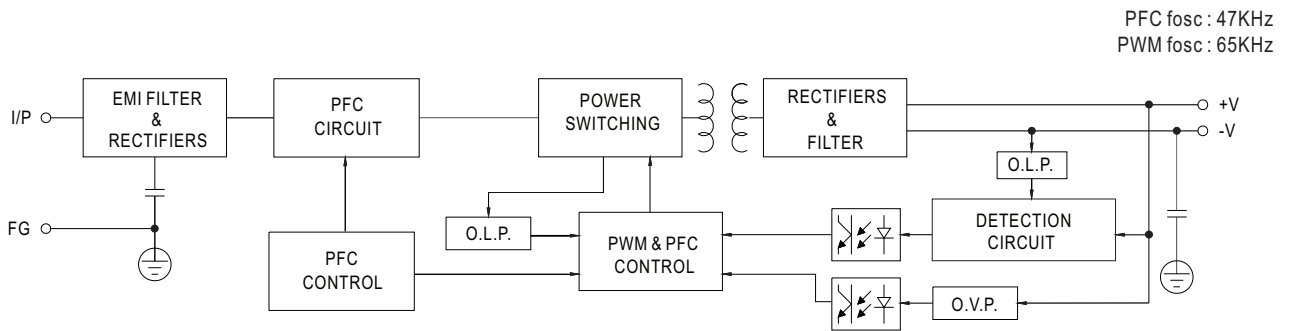 PFC fosc : 47KHz
PWM fosc : 65KHz
I/P
EMI FILTER
&
RECTIFIERS
PFC
CIRCUIT
POWER
SWITCHING
RECTIFIERS
&
FILTER
+V
-V
O.L.P.
FG
O.L.P.
DETECTION
CIRCUIT
PFC
CONTROL
PWM & PFC
CONTROL
O.V.P.